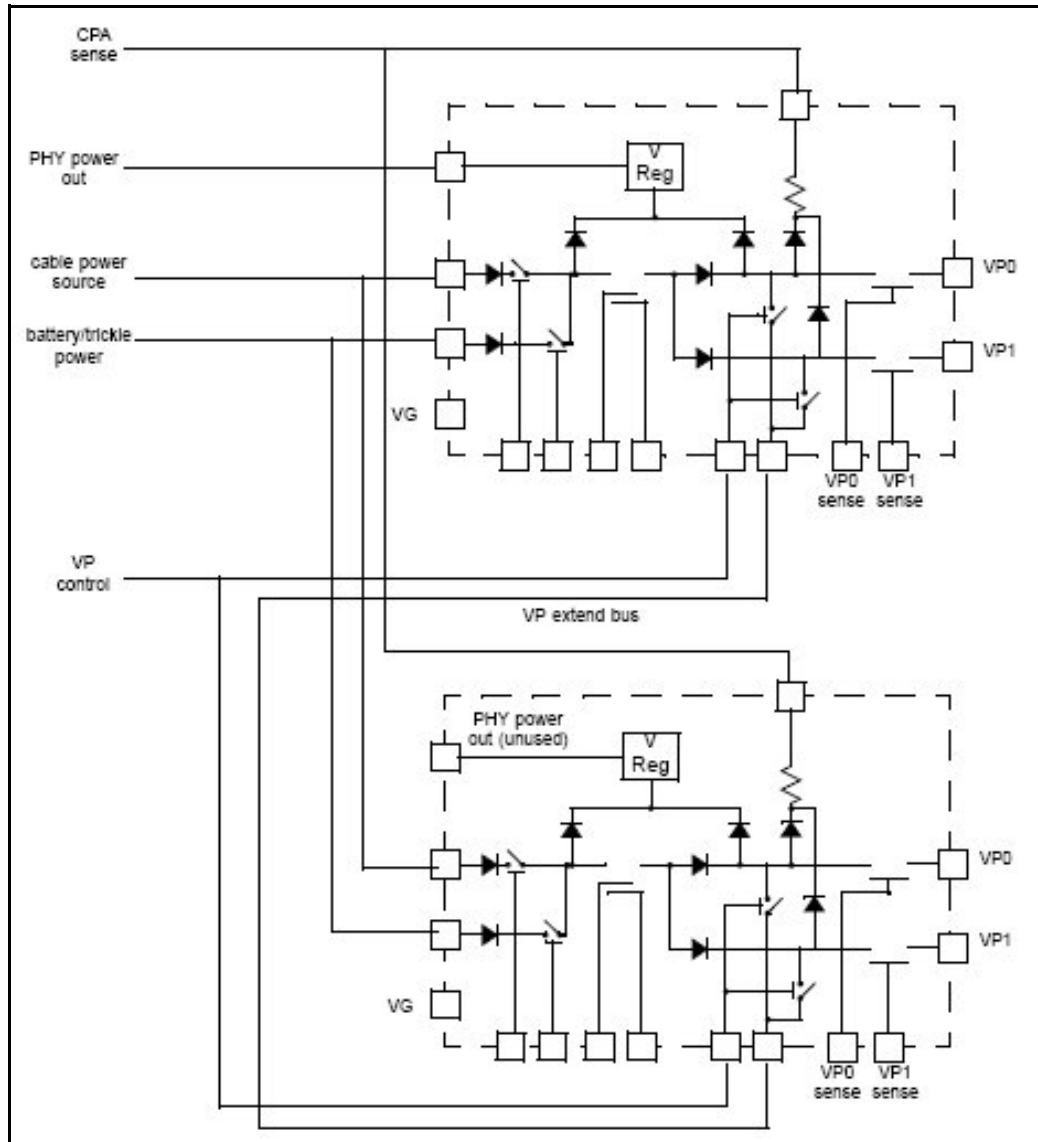 CPA
sense
PHY power
out
V
Reg
cable power
source
VP0
battery/trickle
power
VP1
VG
VP0
sense
VP1
sense
VP
control
VP extend bus
PHY power
out (unused)
V
Reg
VP0
VP1
VG
VP0
sense
VP1
sense